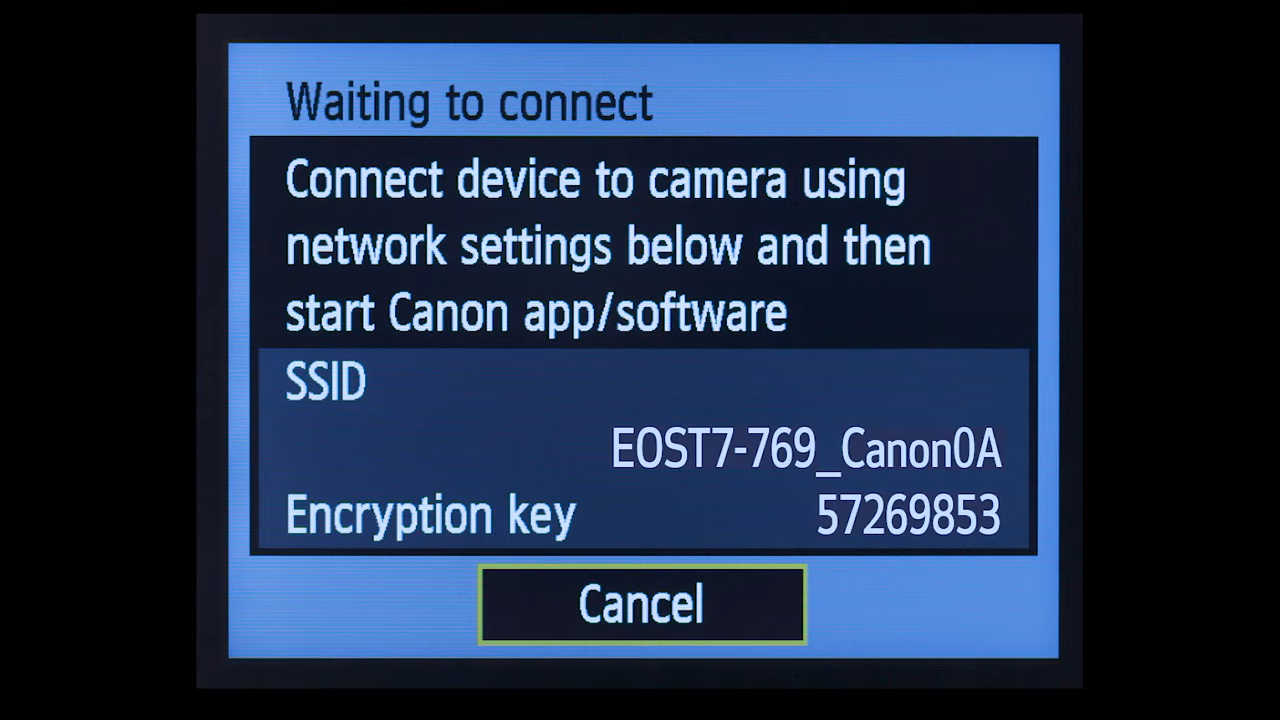 Waiting to connect
Connect device to camera using
network settings below and then
start Canon app/software
SSID
EOST7-769_Canon0A
Encryption key 57269853
Cancel